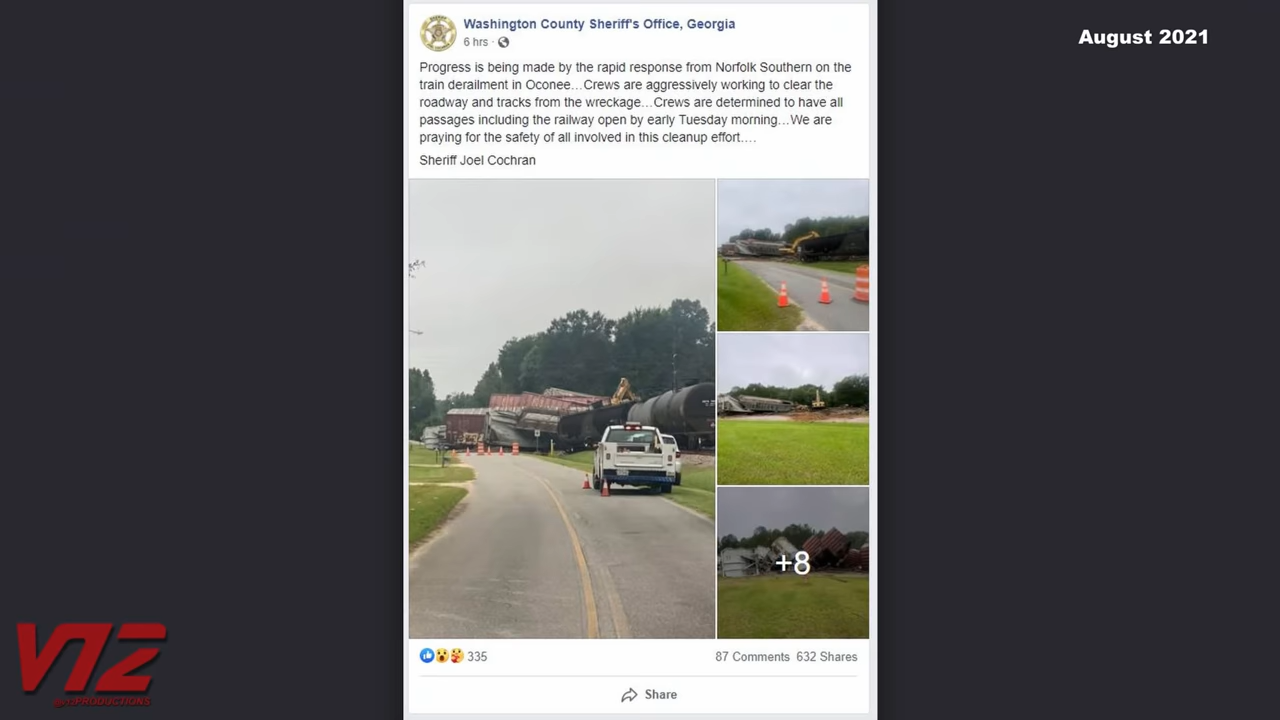 Washington County Sheriff's Office, Georgia
6 hrs ·
August 2021
Progress is being made by the rapid response from Norfolk Southern on the
train derailment in Oconee…Crews are aggressively working to clear the
roadway and tracks from the wreckage…Crews are determined to have all
passages including the railway open by early Tuesday morning…We are
praying for the safety of all involved in this cleanup effort….
Sheriff Joel Cochran
+8
335
87 Comments 632 Shares
Share
V12
@V12PRODUCTIONS